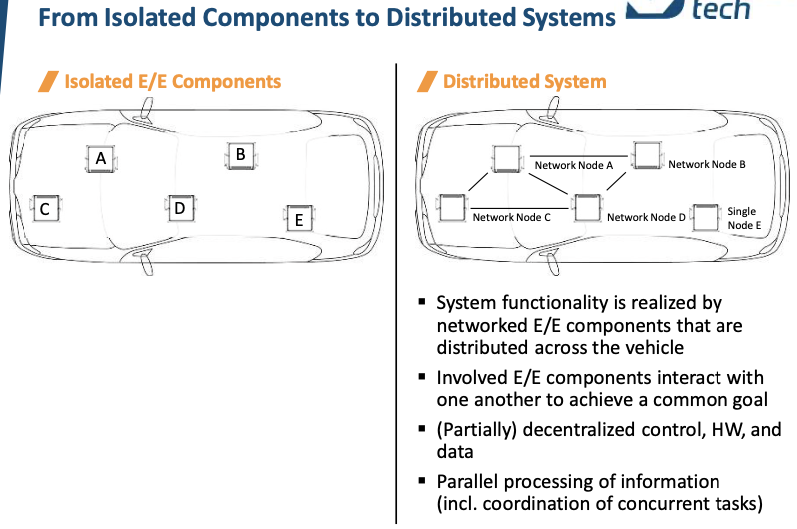 From Isolated Components to Distributed Systems
tech
Isolated E/E Components
A
B
C
D
E
Distributed System
Network Node A
Network Node B
Network Node C
Network Node D
Single
Node E
▪ System functionality is realized by
networked E/E components that are
distributed across the vehicle
▪ Involved E/E components interact with
one another to achieve a common goal
▪ (Partially) decentralized control, HW, and
data
▪ Parallel processing of information
(incl. coordination of concurrent tasks)